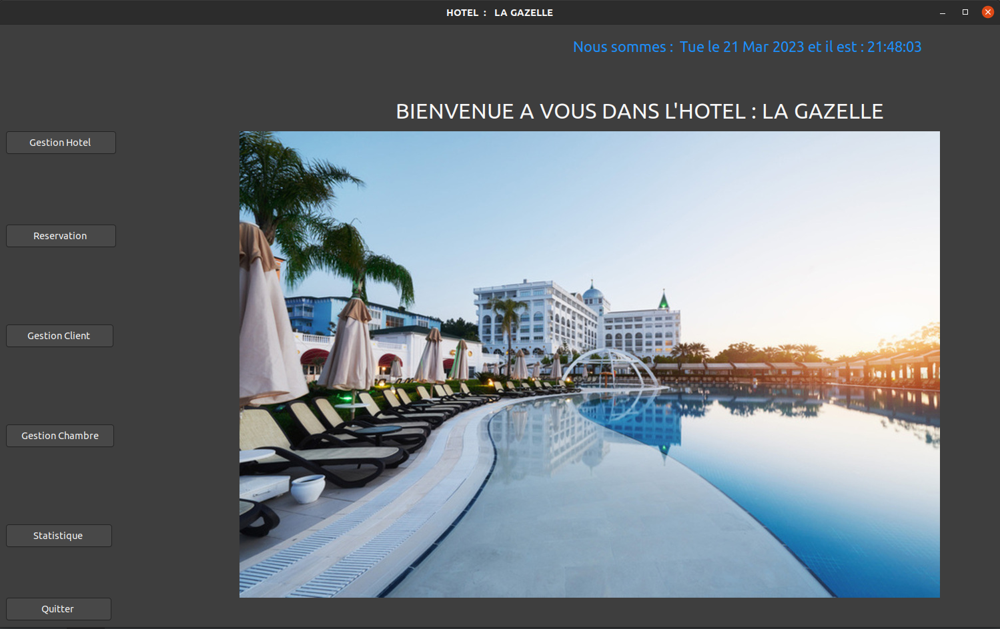 HOTEL : LA GAZELLE
Nous sommes : Tue le 21 Mar 2023 et il est : 21:48:03
BIENVENUE A VOUS DANS L'HOTEL : LA GAZELLE
Gestion Hotel
Reservation
Gestion Client
Gestion Chambre
Statistique
Quitter